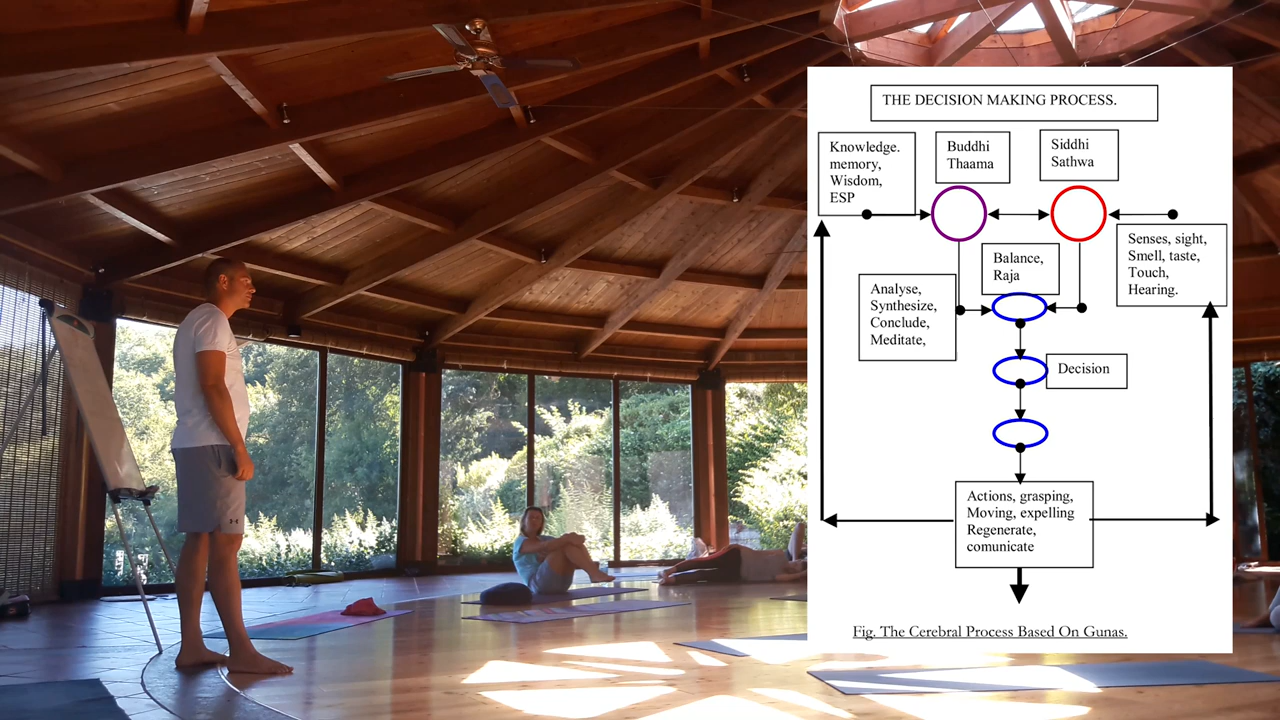 THE DECISION MAKING PROCESS.
Knowledge.
memory,
Wisdom,
ESP
Buddhi
Thaama
Siddhi
Sathwa
Senses, sight,
Smell, taste,
Touch,
Hearing.
Balance,
Raja
Analyse,
Synthesize,
Conclude,
Meditate,
Decision
Actions, grasping,
Moving, expelling
Regenerate,
comunicate
Fig. The Cerebral Process Based On Gunas.